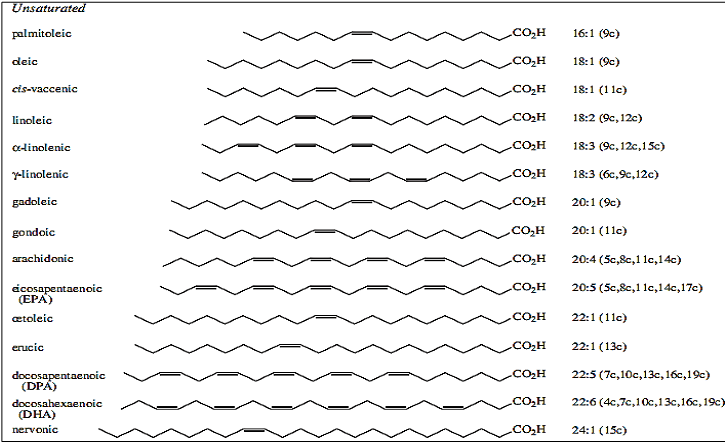 Unsaturated
palmitoleic CO2H 16:1 (9c)
oleic CO2H 18:1 (9c)
cis-vaccenic CO2H 18:1 (11c)
linoleic CO2H 18:2 (9c,12c)
α-linolenic CO2H 18:3 (9c,12c,15c)
γ-linolenic CO2H 18:3 (6c,9c,12c)
gadoleic CO2H 20:1 (9c)
gondoic CO2H 20:1 (11c)
arachidonic CO2H 20:4 (5c,8c,11c,14c)
eicosapentaenoic CO2H 20:5 (5c,8c,11c,14c,17c)
(EPA)
cetoleic CO2H 22:1 (11c)
erucic CO2H 22:1 (13c)
docosapentaenoic CO2H 22:5 (7c,10c,13c,16c,19c)
(DPA)
docosahexaenoic CO2H 22:6 (4c,7c,10c,13c,16c,19c)
(DHA)
nervonic CO2H 24:1 (15c)